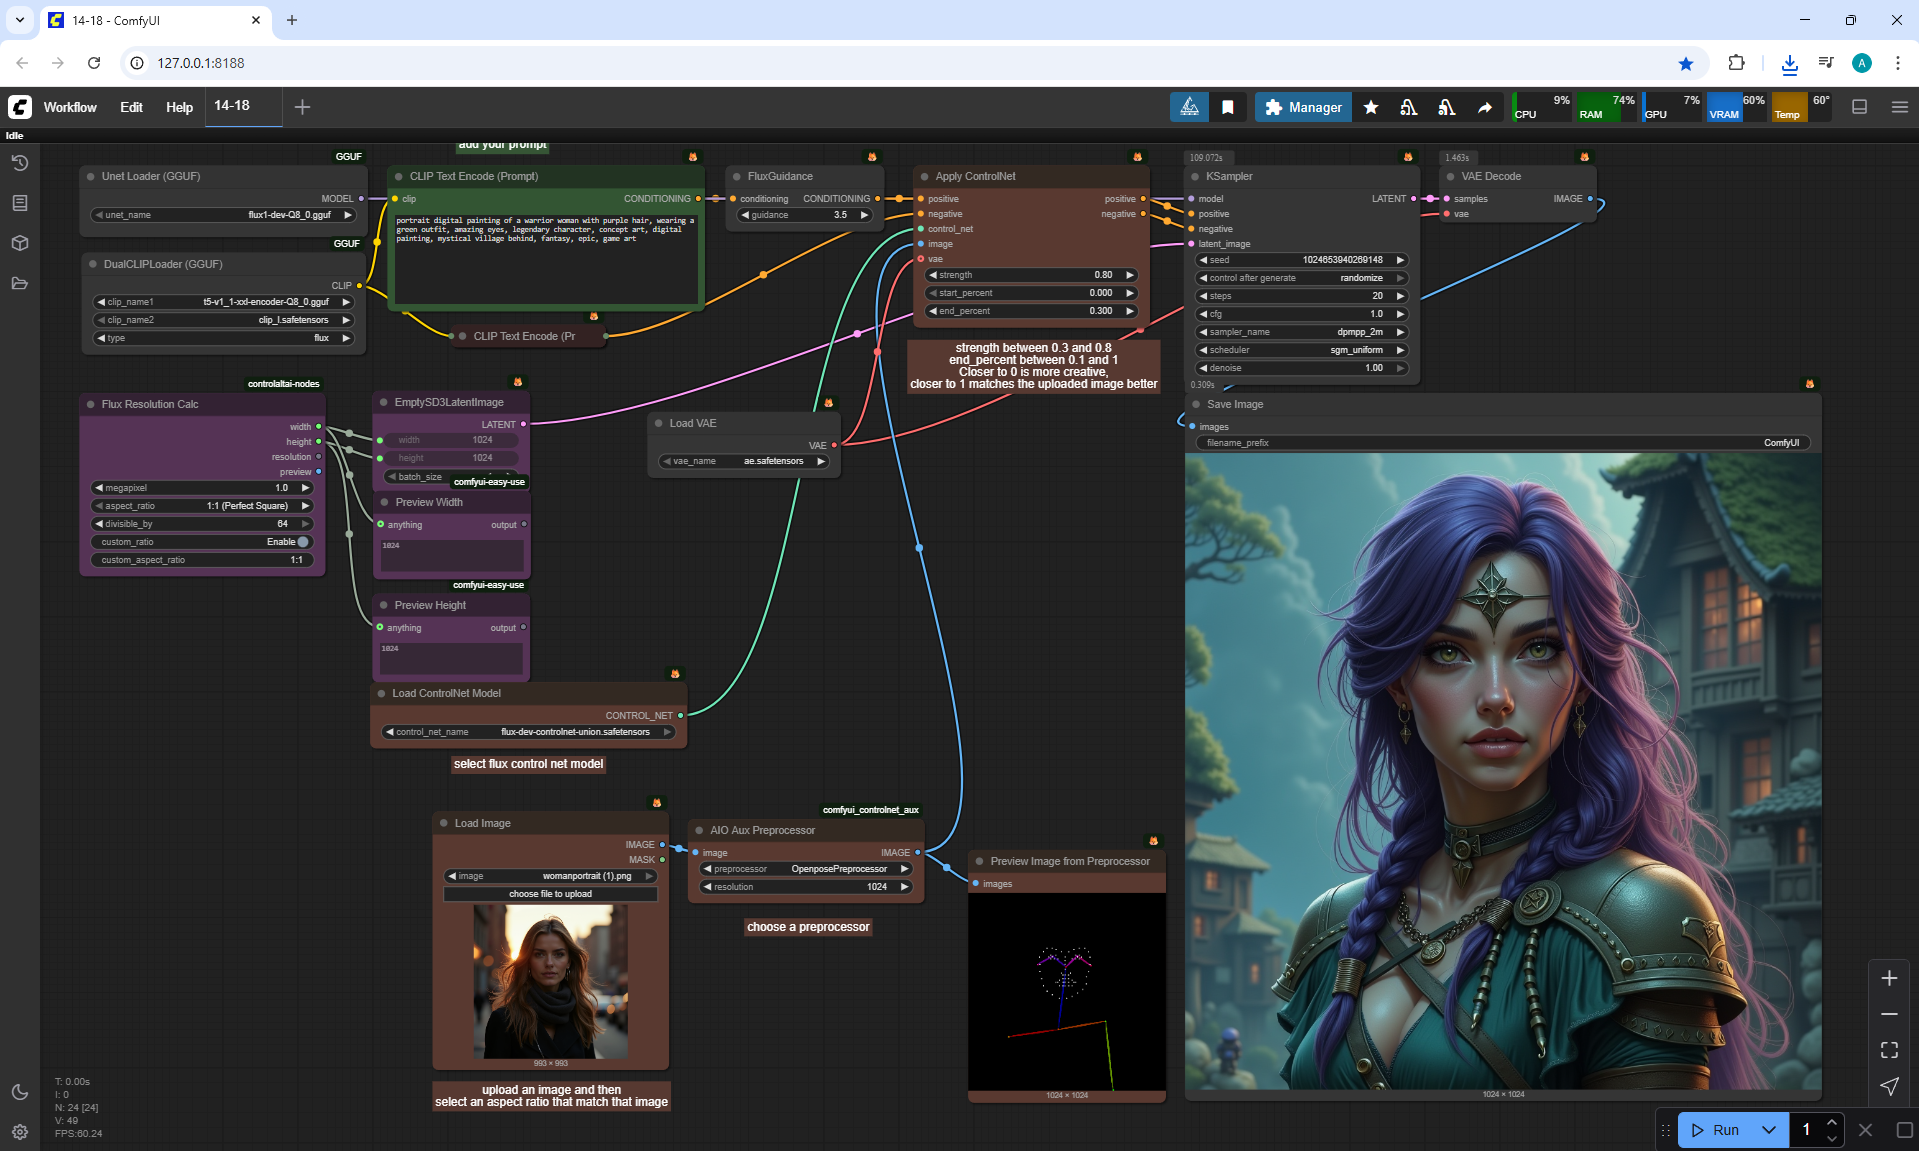 14-18 - ComfyUI
127.0.0.1:8188
A
Workflow
Edit
Help
14-18
Manager
9%
CPU
74%
RAM
7%
GPU
60%
VRAM
60°
Temp
Idle
add your prompt
GGUF
Unet Loader (GGUF)
MODEL
unet_name
flux1-dev-Q8_0.gguf
GGUF
DualCLIPLoader (GGUF)
CLIP
clip_name1
t5-v1_1-xxl-encoder-Q8_0.gguf
clip_name2
clip_l.safetensors
type
flux
CLIP Text Encode (Prompt)
clip
CONDITIONING
portrait digital painting of a warrior woman with purple hair, wearing a
green outfit, amazing eyes, legendary character, concept art, digital
painting, mystical village behind, fantasy, epic, game art
CLIP Text Encode (Pr
FluxGuidance
conditioning
CONDITIONING
guidance
3.5
Apply ControlNet
positive
positive
negative
negative
control_net
image
vae
strength
0.80
start_percent
0.000
end_percent
0.300
strength between 0.3 and 0.8
end_percent between 0.1 and 1
Closer to 0 is more creative,
closer to 1 matches the uploaded image better
109.072s
KSampler
model
LATENT
positive
negative
latent_image
seed
1024653940269148
control after generate
randomize
steps
20
cfg
1.0
sampler_name
dpmpp_2m
scheduler
sgm_uniform
denoise
1.00
1.463s
VAE Decode
samples
IMAGE
vae
controlaltai-nodes
Flux Resolution Calc
width
height
resolution
preview
megapixel
1.0
aspect_ratio
1:1 (Perfect Square)
divisible_by
64
custom_ratio
Enable
custom_aspect_ratio
1:1
EmptySD3LatentImage
LATENT
width
1024
height
1024
batch_size
comfyui-easy-use
Preview Width
anything
output
1024
comfyui-easy-use
Preview Height
anything
output
1024
Load VAE
VAE
vae_name
ae.safetensors
Load ControlNet Model
CONTROL_NET
control_net_name
flux-dev-controlnet-union.safetensors
select flux control net model
0.309s
Save Image
images
filename_prefix
ComfyUI
1024 × 1024
Load Image
IMAGE
MASK
image
womanportrait (1).png
choose file to upload
993 × 993
upload an image and then
select an aspect ratio that match that image
comfyui_controlnet_aux
AIO Aux Preprocessor
image
IMAGE
preprocessor
OpenposePreprocessor
resolution
1024
choose a preprocessor
Preview Image from Preprocessor
images
1024 × 1024
T: 0.00s
I: 0
N: 24 [24]
V: 49
FPS:60.24
Run
1